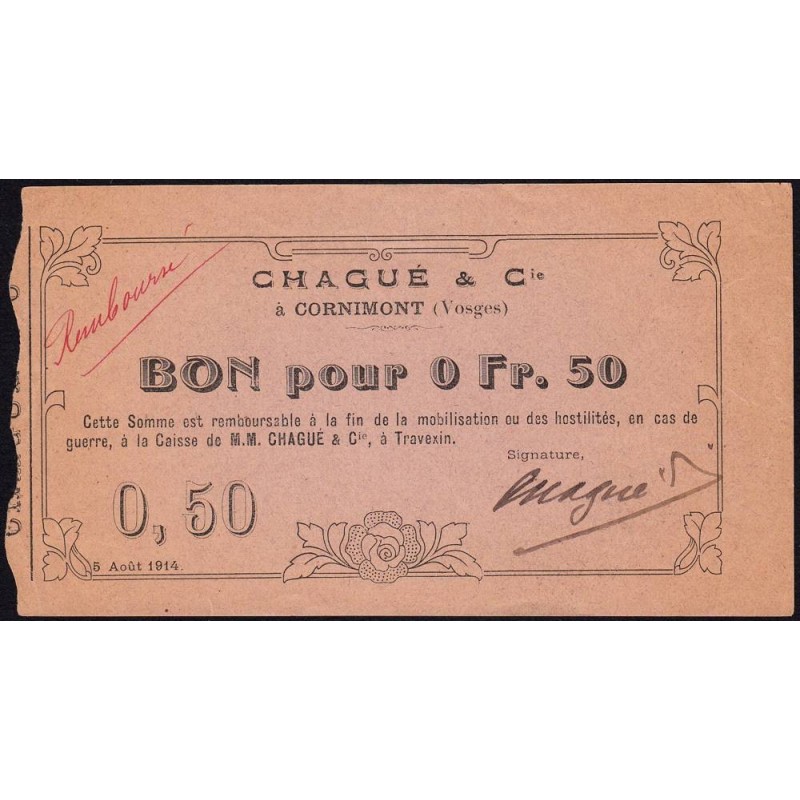 Remboursé
CHAGUÉ & Cie
à CORNIMONT (Vosges)
BON pour 0 Fr. 50
Cette Somme est remboursable à la fin de la mobilisation ou des hostilités, en cas de
guerre, à la Caisse de M.M. CHAGUÉ & Cie, à Travexin.
Signature,
Chagué
0,50
5 Août 1914.